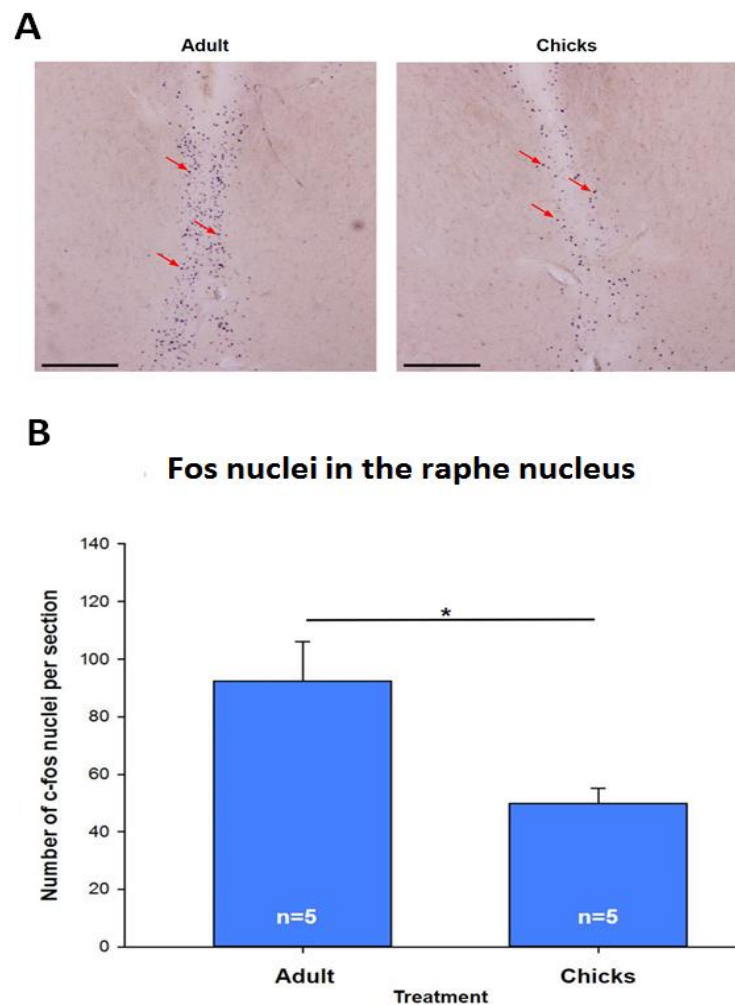 A
Adult
Chicks
B
Fos nuclei in the raphe nucleus
Number of c-fos nuclei per section
140
120
100
80
60
40
20
0
*
n=5
n=5
Adult
Chicks
Treatment